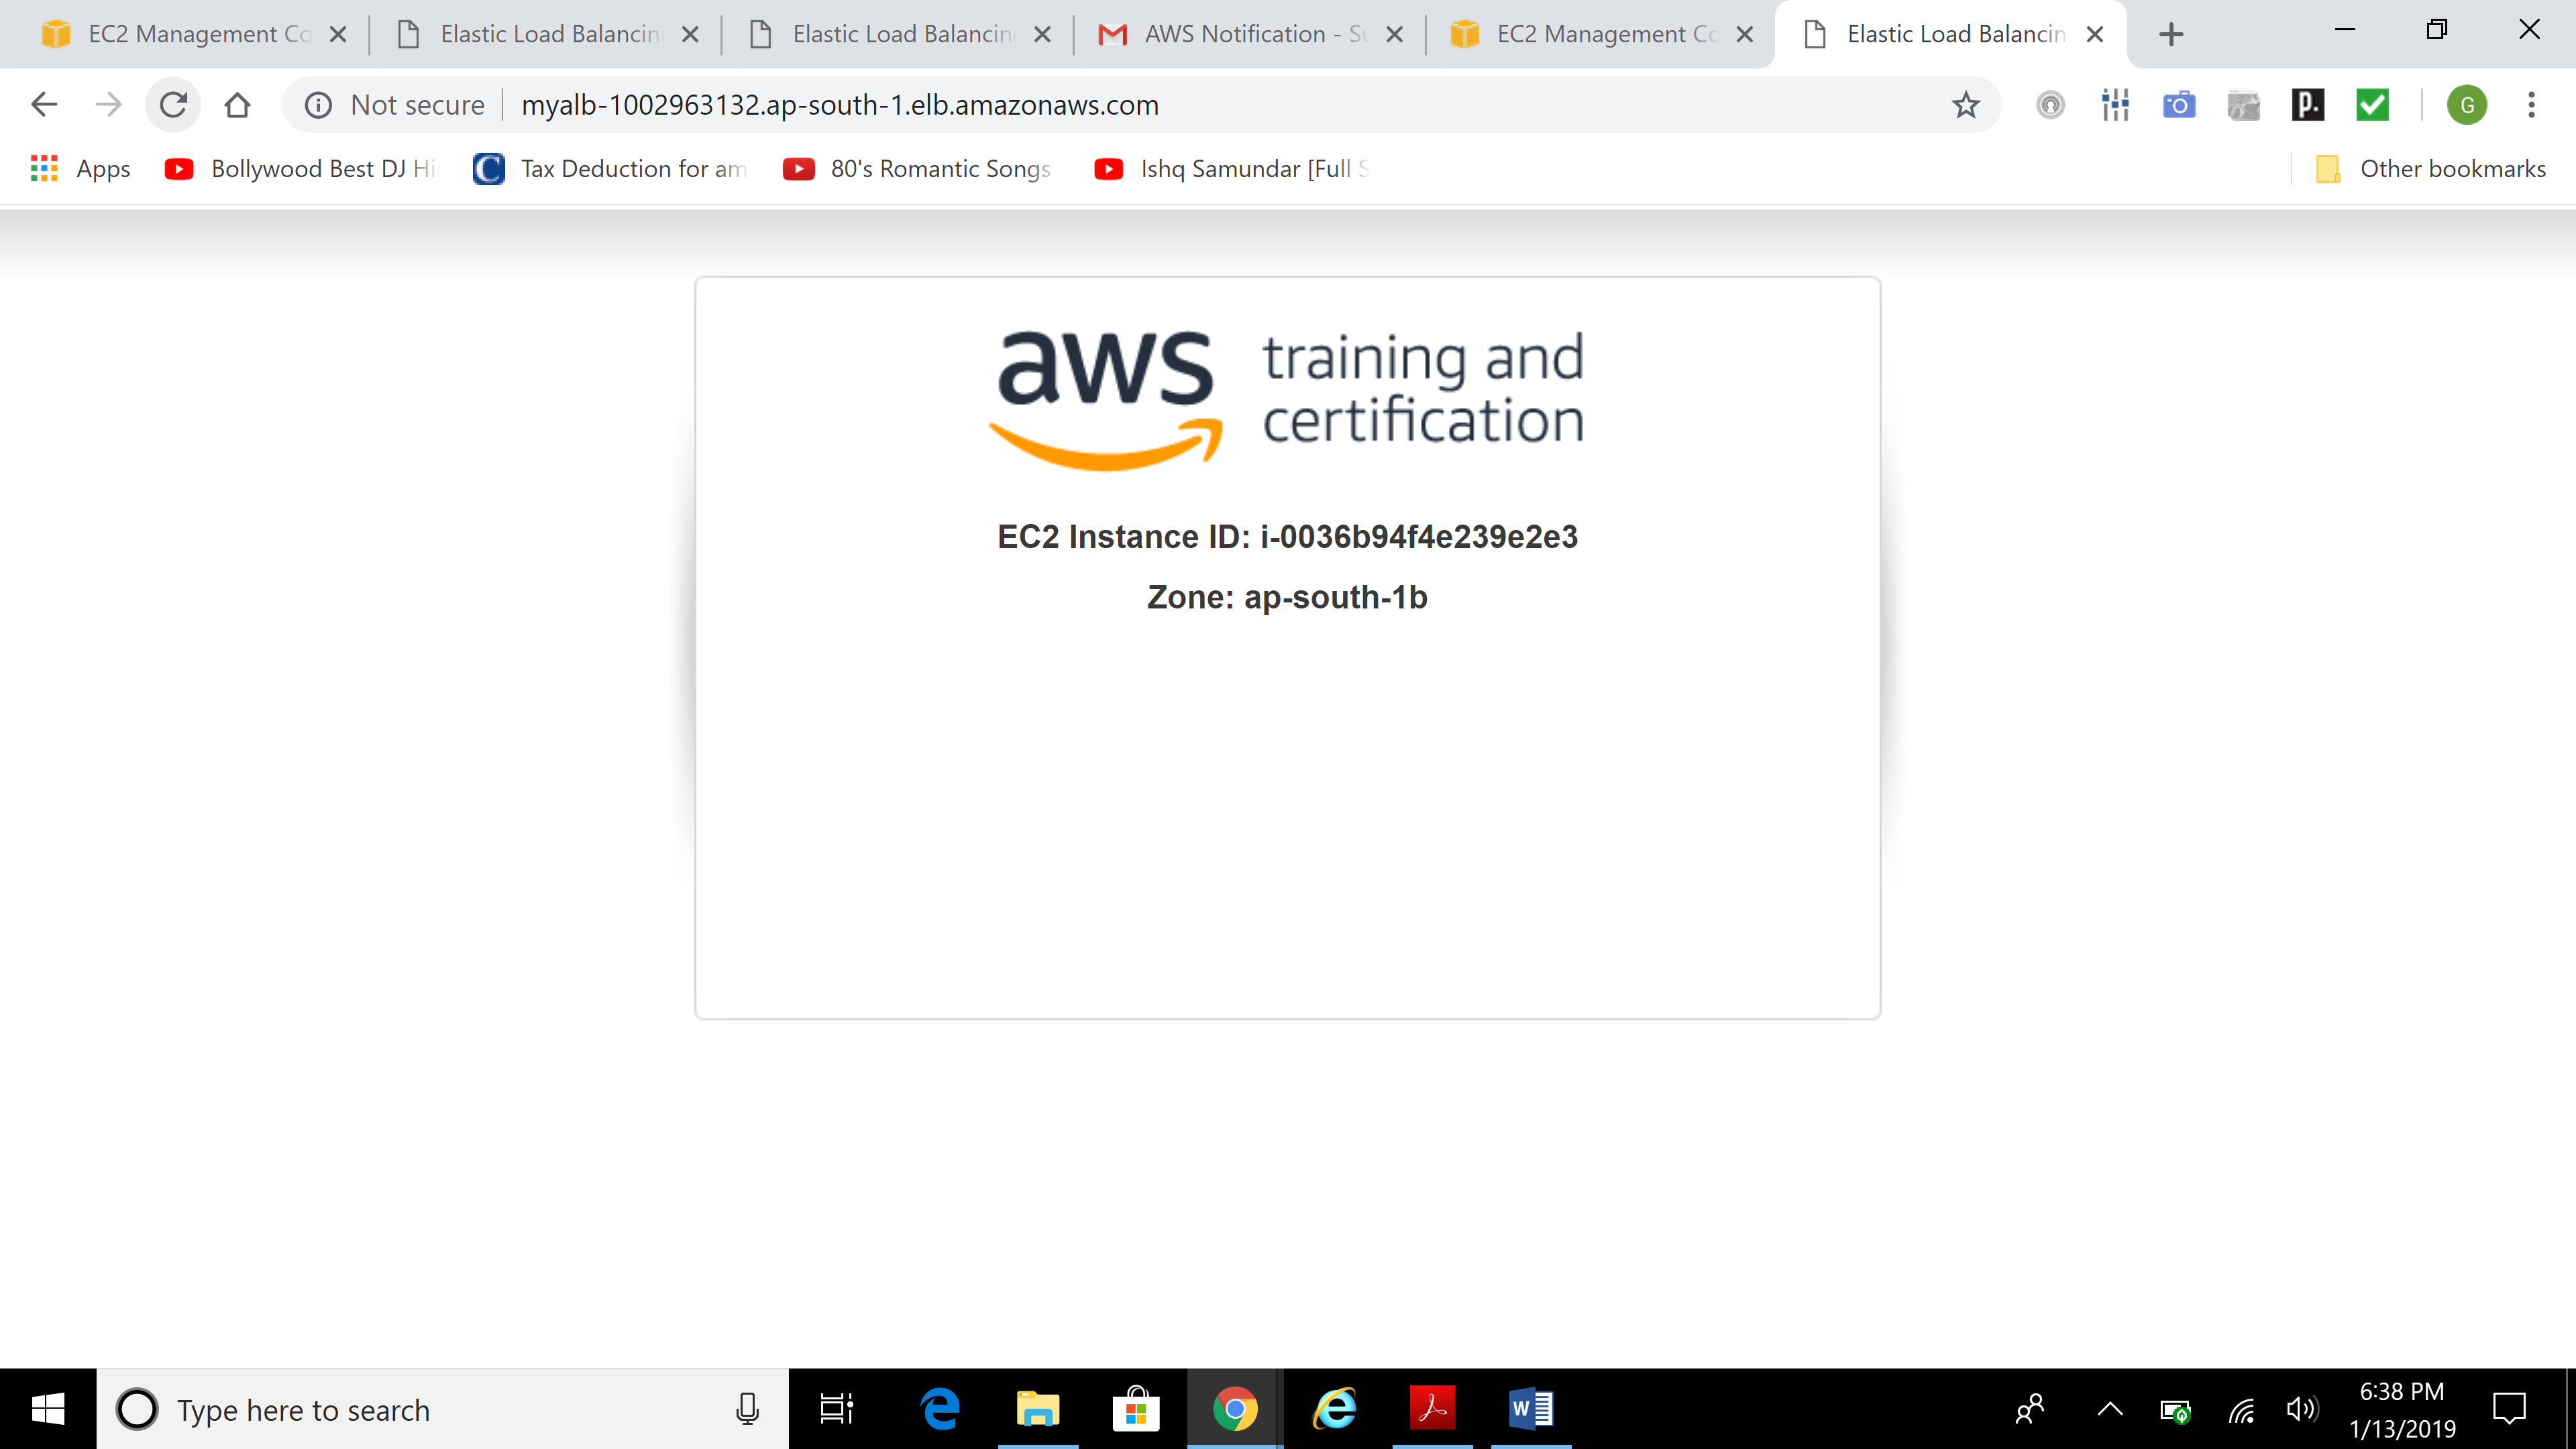 EC2 Management Co
Elastic Load Balancin
Elastic Load Balancin
AWS Notification - Su
EC2 Management Co
Elastic Load Balancin
Not secure
myalb-1002963132.ap-south-1.elb.amazonaws.com
p.
G
Apps
Bollywood Best DJ Hi
C
Tax Deduction for am
80's Romantic Songs
Ishq Samundar [Full S
Other bookmarks
aws training and
certification
EC2 Instance ID: i-0036b94f4e239e2e3
Zone: ap-south-1b
Type here to search
W
6:38 PM
1/13/2019